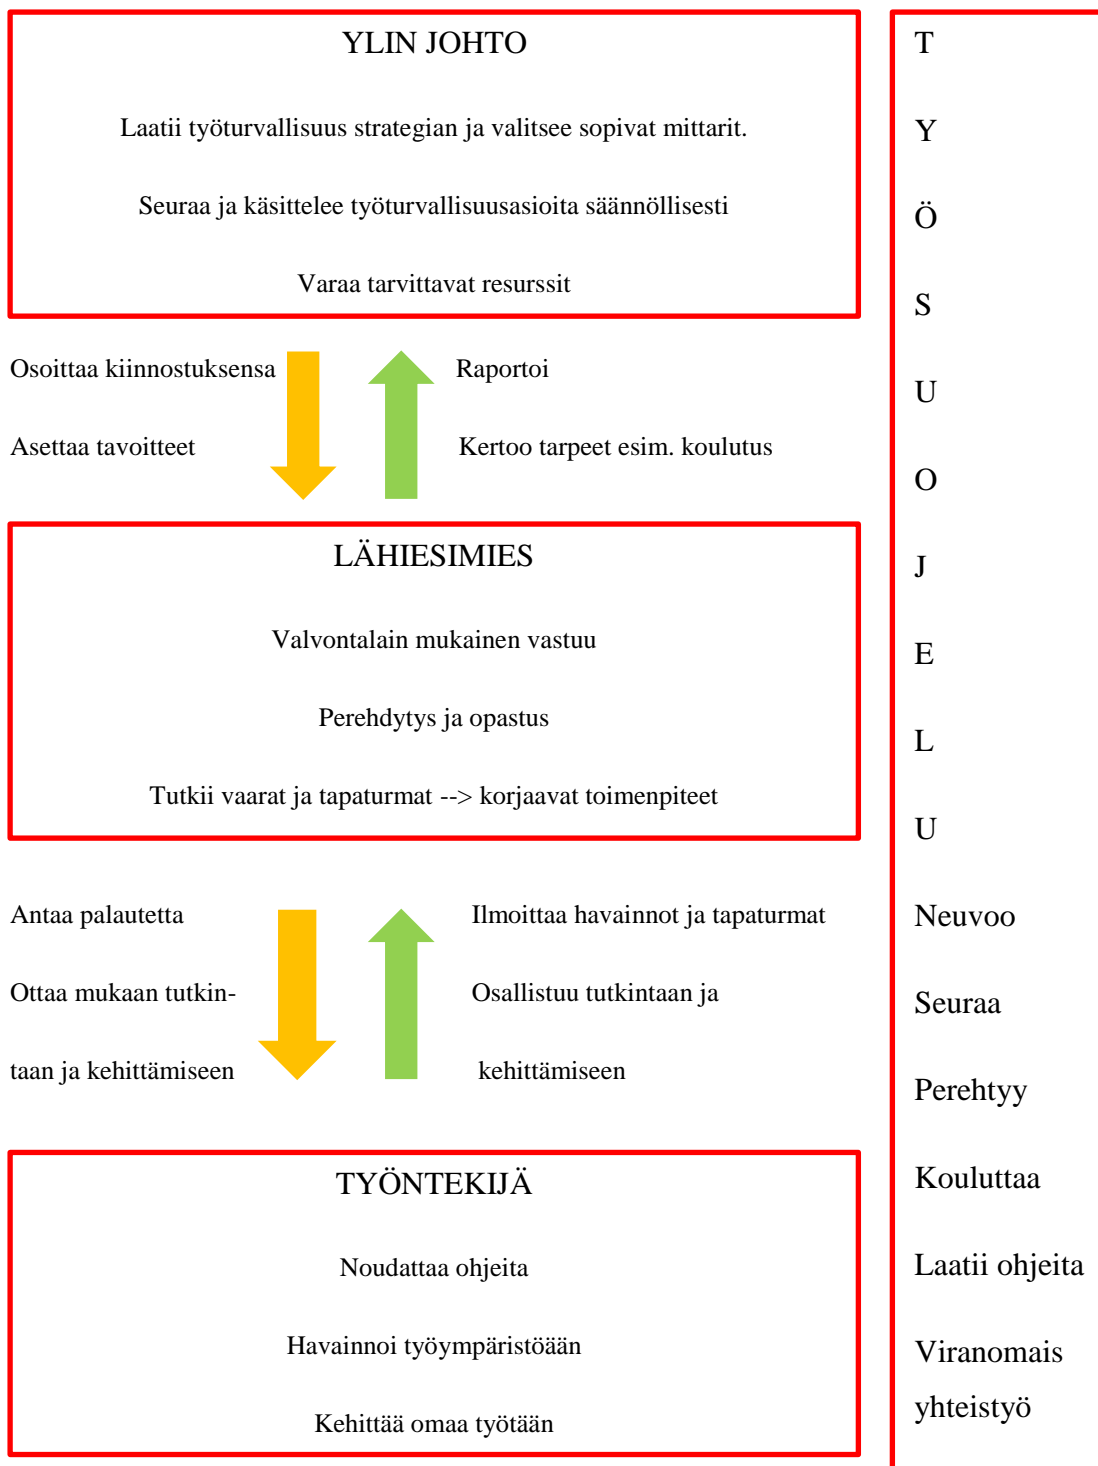 YLIN JOHTO
Laatii työturvallisuus strategian ja valitsee sopivat mittarit.
Seuraa ja käsittelee työturvallisuusasioita säännöllisesti
Varaa tarvittavat resurssit
Osoittaa kiinnostuksensa
Asettaa tavoitteet
Raportoi
Kertoo tarpeet esim. koulutus
LÄHIESIMIES
Valvontalain mukainen vastuu
Perehdytys ja opastus
Tutkii vaarat ja tapaturmat --> korjaavat toimenpiteet
Antaa palautetta
Ottaa mukaan tutkin-
taan ja kehittämiseen
Ilmoittaa havainnot ja tapaturmat
Osallistuu tutkintaan ja
kehittämiseen
TYÖNTEKIJÄ
Noudattaa ohjeita
Havainnoi työympäristöään
Kehittää omaa työtään
T
Y
Ö
S
U
O
J
E
L
U
Neuvoo
Seuraa
Perehtyy
Kouluttaa
Laatii ohjeita
Viranomais
yhteistyö